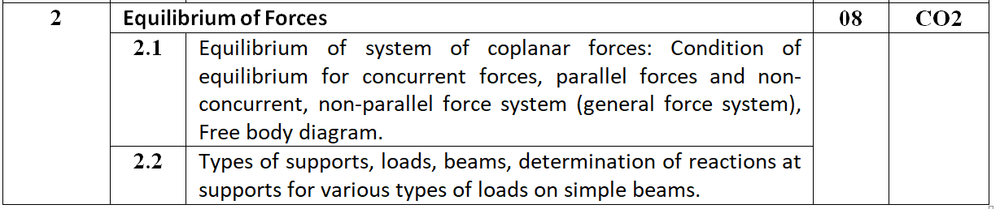 2 Equilibrium of Forces 08 CO2
2.1 Equilibrium of system of coplanar forces: Condition of
equilibrium for concurrent forces, parallel forces and non-
concurrent, non-parallel force system (general force system),
Free body diagram.
2.2 Types of supports, loads, beams, determination of reactions at
supports for various types of loads on simple beams.